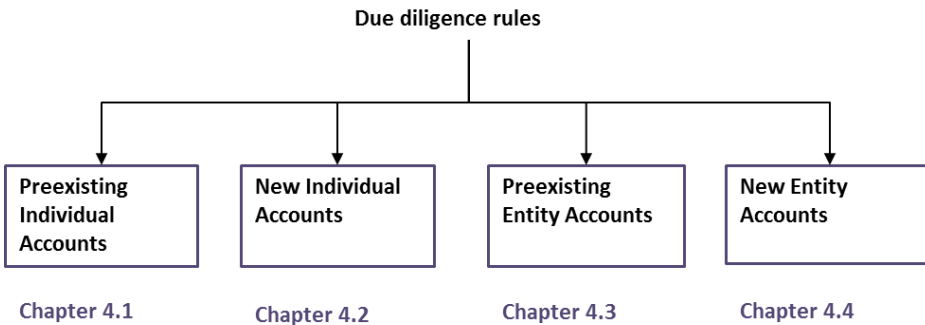 Due diligence rules
Preexisting
Individual
Accounts
New Individual
Accounts
Preexisting
Entity Accounts
New Entity
Accounts
Chapter 4.1
Chapter 4.2
Chapter 4.3
Chapter 4.4